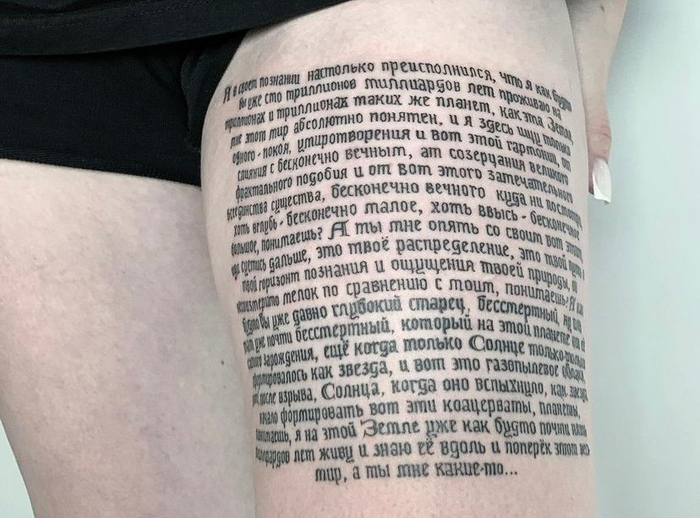 Я в своём познании настолько преисполнился, что я как будто
бы уже сто триллионов миллиардов лет проживаю на
триллионах и триллионах таких же планет, как эта Земля
мне этот мир абсолютно понятен, и я здесь ищу только
одного - покоя, умиротворения и вот этой гармонии, от
слияния с бесконечно вечным, от созерцания великого
фрактального подобия и от вот этого замечательного
всеединства существа, бесконечно вечного куда ни посмотри
хоть вглубь - бесконечно малое, хоть ввысь - бесконечное
большое, понимаешь? А ты мне опять со своим вот этим
иди суетись дальше, это твоё распределение, это твой путь и
твой горизонт познания и ощущения твоей природы, он
несоизмеримо мелок по сравнению с моим, понимаешь? Я как
будто бы уже давно глубокий старец, бессмертный, ну или
там уже почти бессмертный, который на этой планете от её
самого зарождения, ещё когда только Солнце только-только
формировалось как звезда, и вот это газопылевое облако,
вот после взрыва, Солнца, когда оно вспыхнуло, как звезда
начало формировать вот эти коацерваты, планеты,
понимаешь, я на этой Земле уже как будто почти
миллиардов лет живу и знаю её вдоль и поперёк этот весь
мир, а ты мне какие-то...